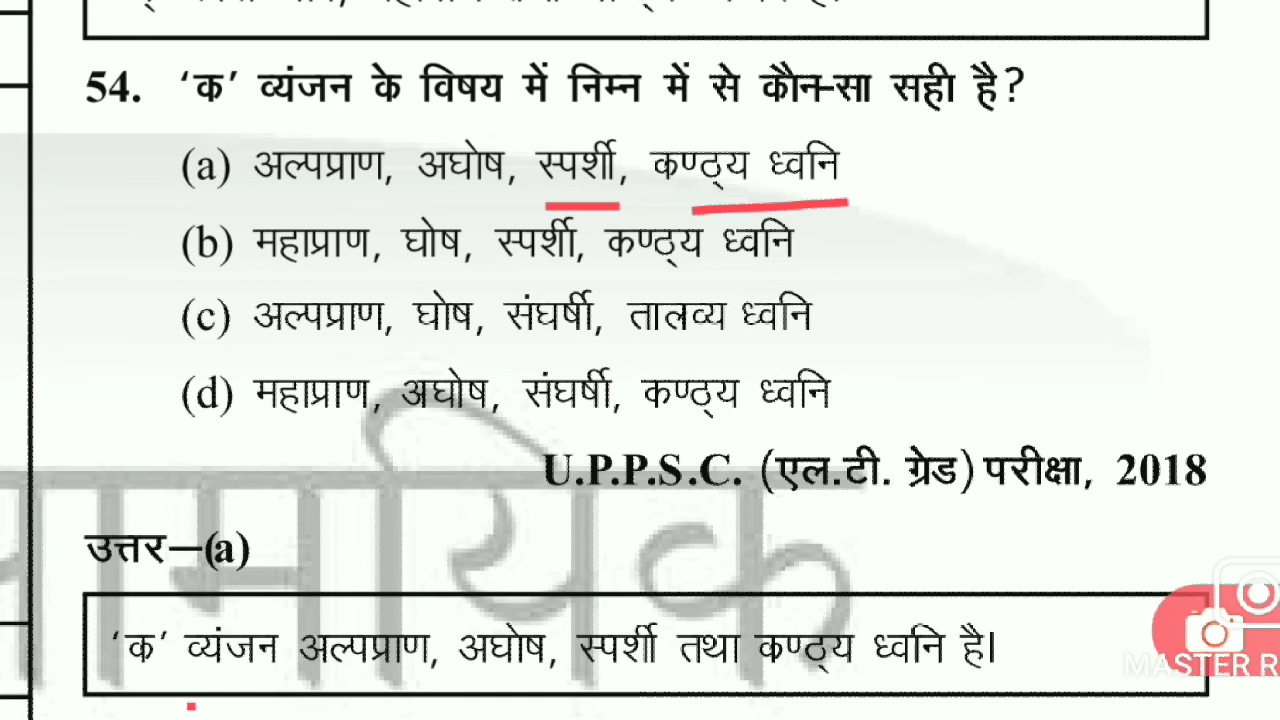 54. 'क' व्यंजन के विषय में निम्न में से कौन-सा सही है?
(a) अल्पप्राण, अघोष, स्पर्शी, कण्ठ्य ध्वनि
(b) महाप्राण, घोष, स्पर्शी, कण्ठ्य ध्वनि
(c) अल्पप्राण, घोष, संघर्षी, तालव्य ध्वनि
(d) महाप्राण, अघोष, संघर्षी, कण्ठ्य ध्वनि
U.P.P.S.C. (एल.टी. ग्रेड) परीक्षा, 2018
उत्तर—(a)
'क' व्यंजन अल्पप्राण, अघोष, स्पर्शी तथा कण्ठ्य ध्वनि है।
MASTER R